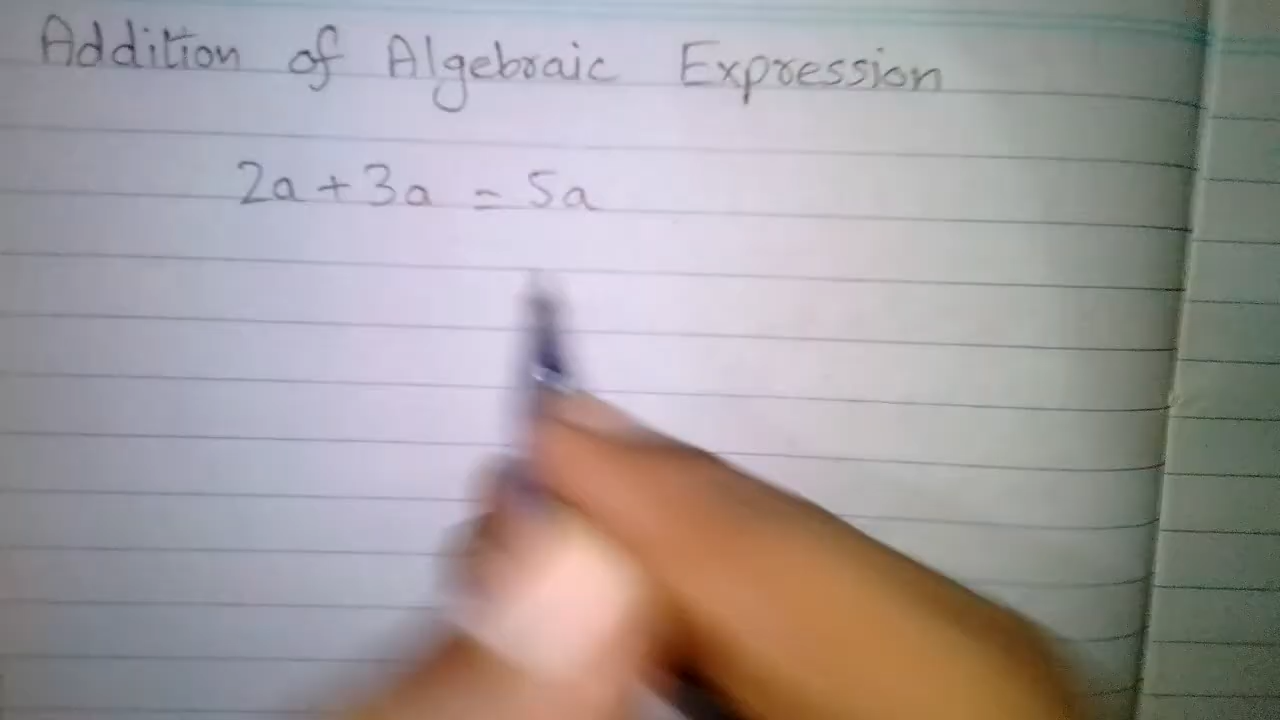 Addition of Algebraic Expression
2a + 3a = 5a